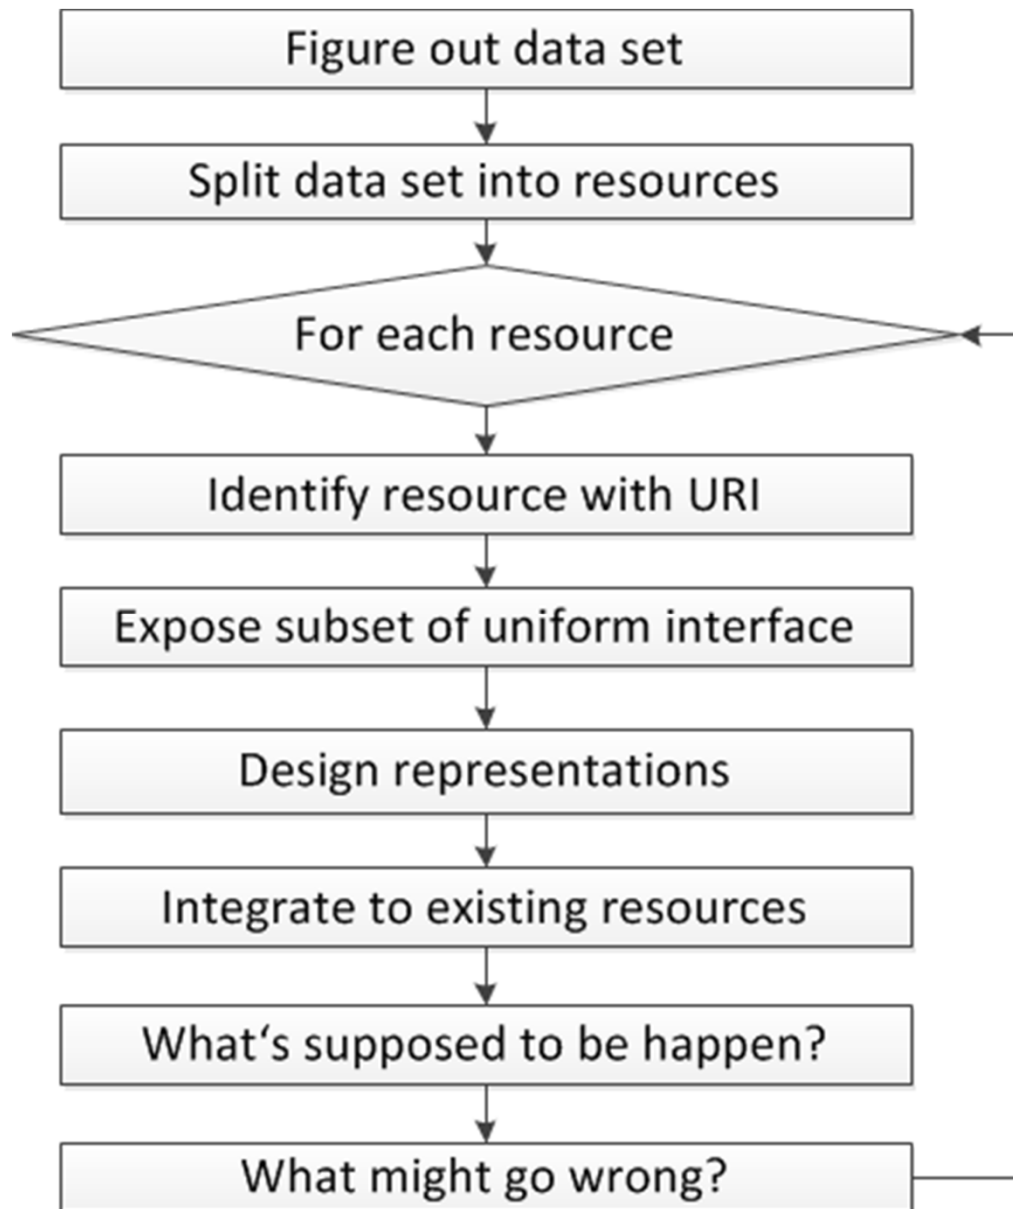 Figure out data set
Split data set into resources
For each resource
Identify resource with URI
Expose subset of uniform interface
Design representations
Integrate to existing resources
What‘s supposed to be happen?
What might go wrong?